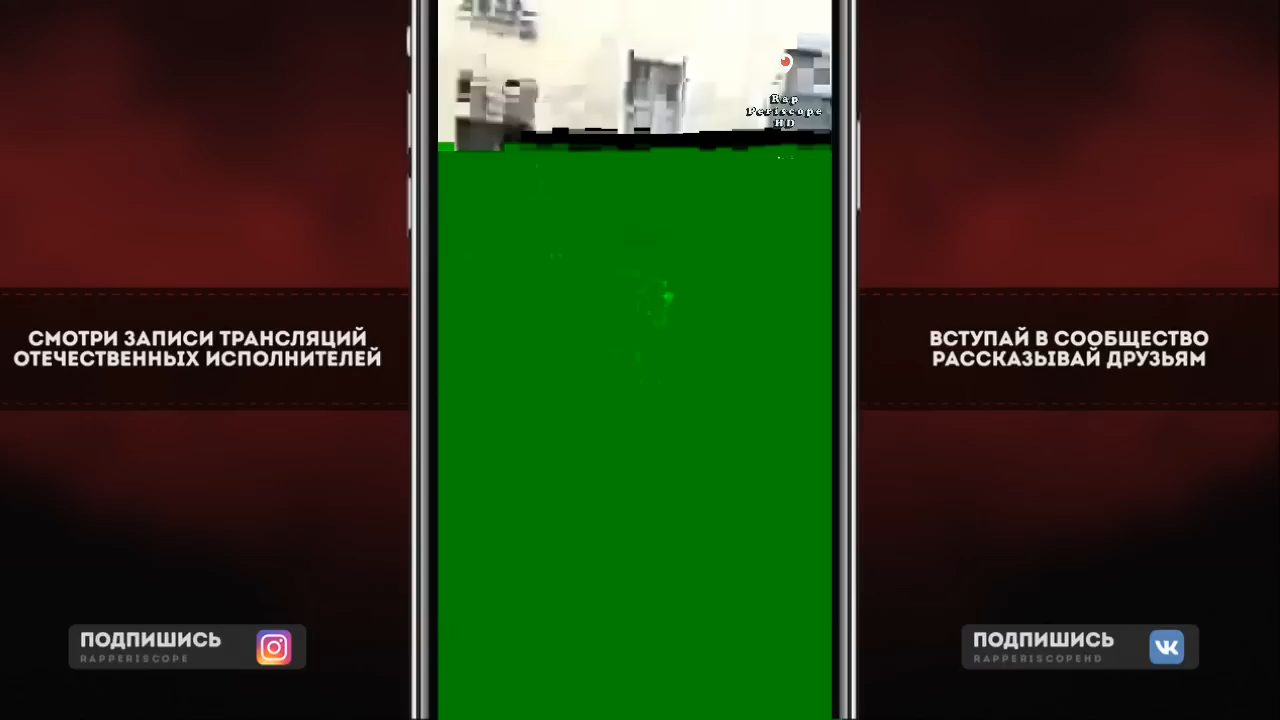 Rap
Periscope
HD
СМОТРИ ЗАПИСИ ТРАНСЛЯЦИЙ
ОТЕЧЕСТВЕННЫХ ИСПОЛНИТЕЛЕЙ
ВСТУПАЙ В СООБЩЕСТВО
РАССКАЗЫВАЙ ДРУЗЬЯМ
ПОДПИШИСЬ
RAPPERISCOPE
ПОДПИШИСЬ
RAPPERISCOPEHD